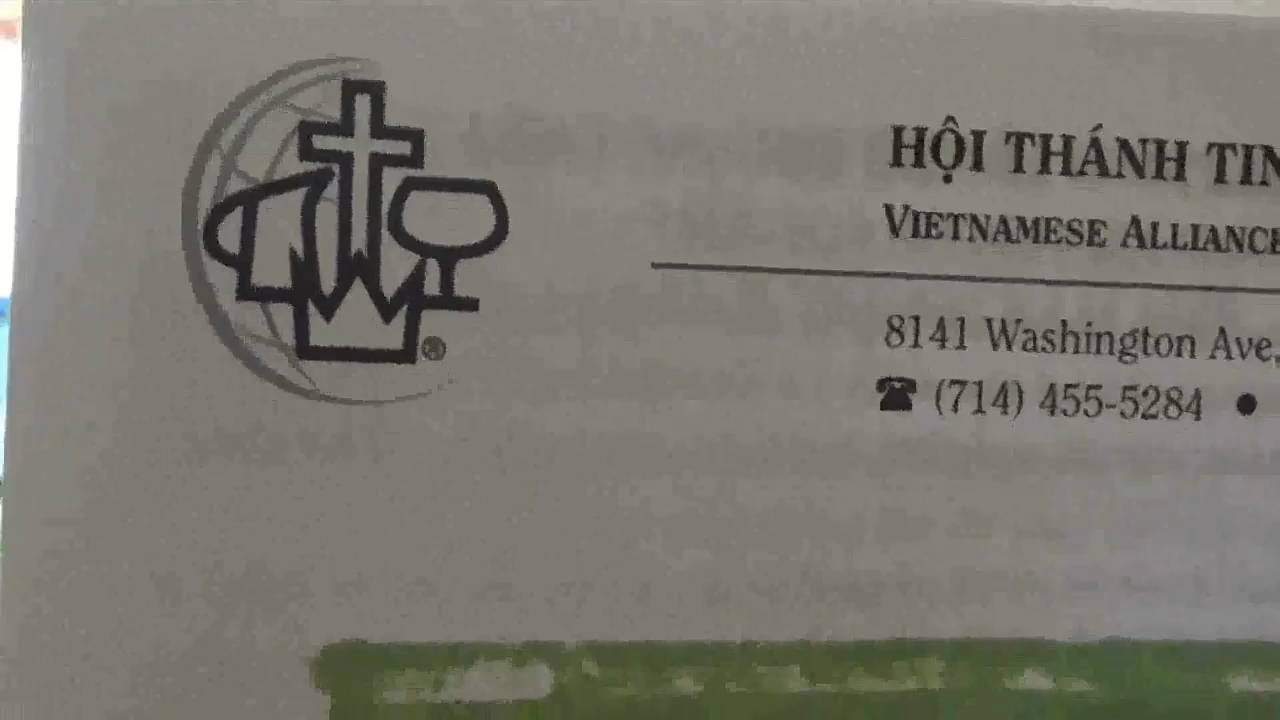 HỘI THÁNH TIN
VIETNAMESE ALLIANCE
8141 Washington Ave,
☎ (714) 455-5284 •
®